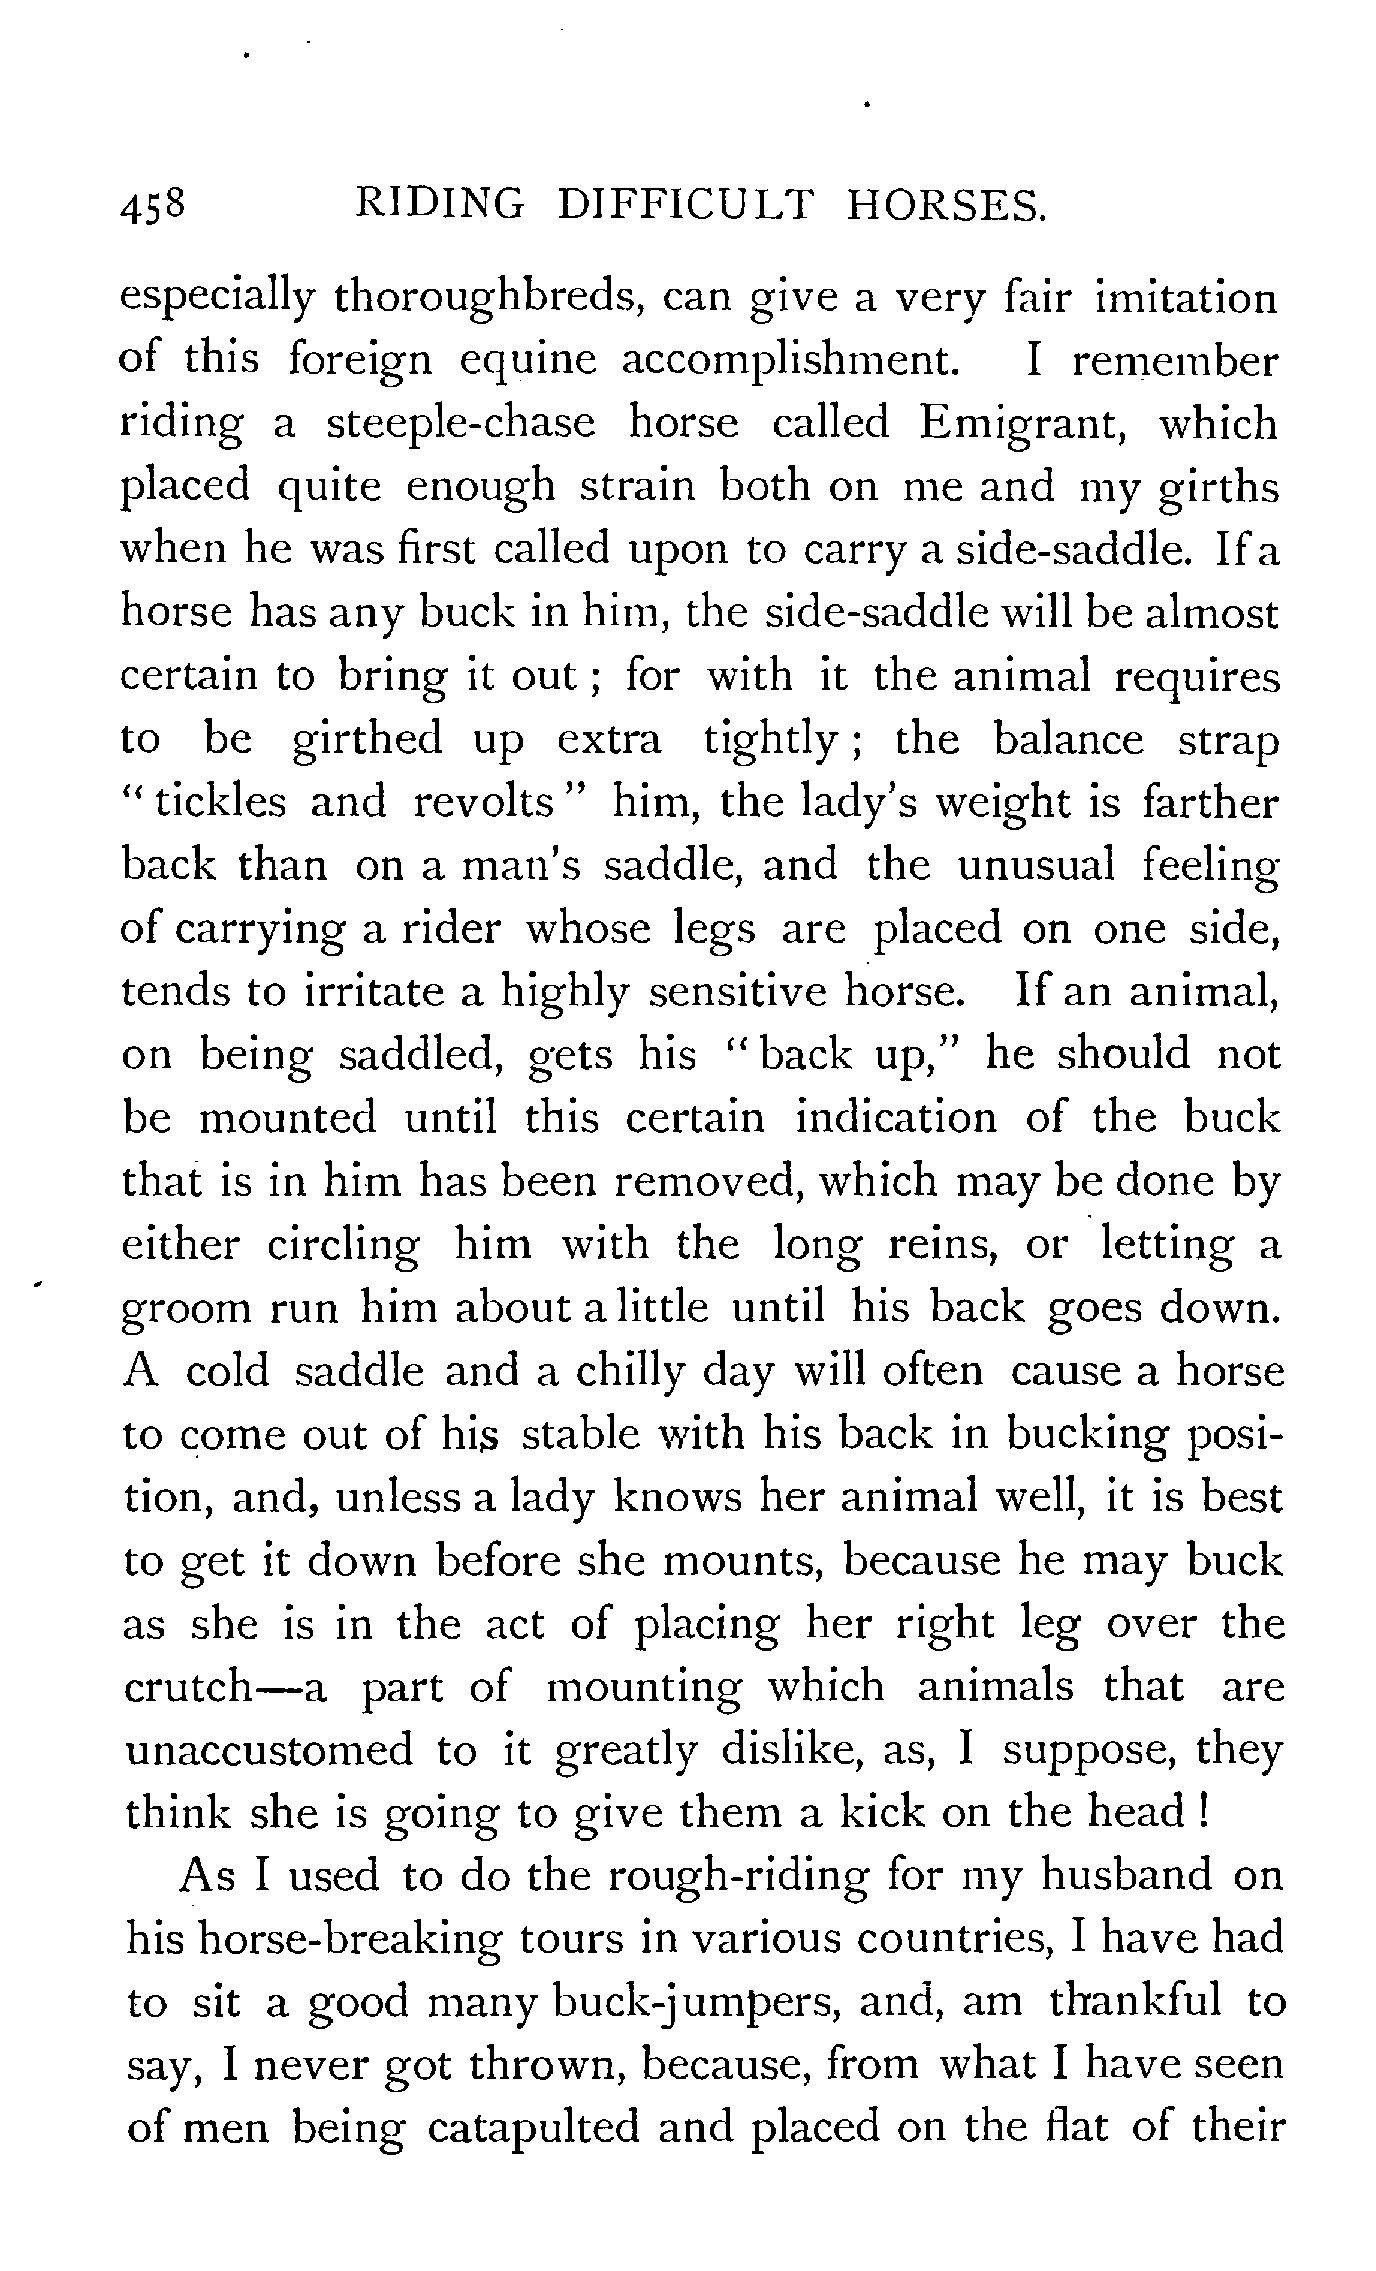 458 RIDING DIFFICULT HORSES.
especially thoroughbreds, can give a very fair imitation
of this foreign equine accomplishment. I remember
riding a steeple-chase horse called Emigrant, which
placed quite enough strain both on me and my girths
when he was first called upon to carry a side-saddle. If a
horse has any buck in him, the side-saddle will be almost
certain to bring it out ; for with it the animal requires
to be girthed up extra tightly ; the balance strap
“ tickles and revolts ” him, the lady's weight is farther
back than on a man's saddle, and the unusual feeling
of carrying a rider whose legs are placed on one side,
tends to irritate a highly sensitive horse. If an animal,
on being saddled, gets his “ back up,” he should not
be mounted until this certain indication of the buck
that is in him has been removed, which may be done by
either circling him with the long reins, or letting a
groom run him about a little until his back goes down.
A cold saddle and a chilly day will often cause a horse
to come out of his stable with his back in bucking posi-
tion, and, unless a lady knows her animal well, it is best
to get it down before she mounts, because he may buck
as she is in the act of placing her right leg over the
crutch—a part of mounting which animals that are
unaccustomed to it greatly dislike, as, I suppose, they
think she is going to give them a kick on the head !
As I used to do the rough-riding for my husband on
his horse-breaking tours in various countries, I have had
to sit a good many buck-jumpers, and, am thankful to
say, I never got thrown, because, from what I have seen
of men being catapulted and placed on the flat of their